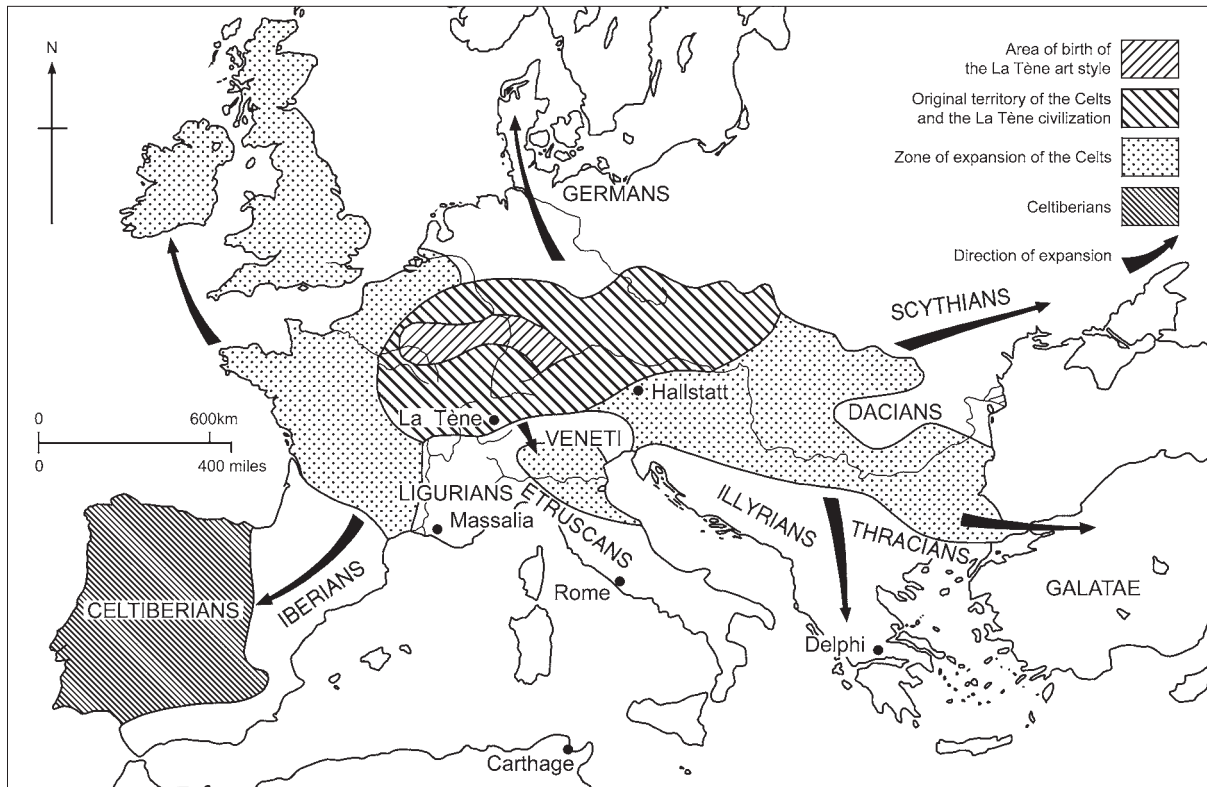 N
Area of birth of
the La Tène art style
Original territory of the Celts
and the La Tène civilization
Zone of expansion of the Celts
Celtiberians
Direction of expansion
GERMANS
SCYTHIANS
0 600km
0 400 miles
Hallstatt
La Tène
DACIANS
VENETI
LIGURIANS
ETRUSCANS
ILLYRIANS
Massalia
THRACIANS
IBERIANS
CELTIBERIANS
Rome
GALATAE
Delphi
Carthage